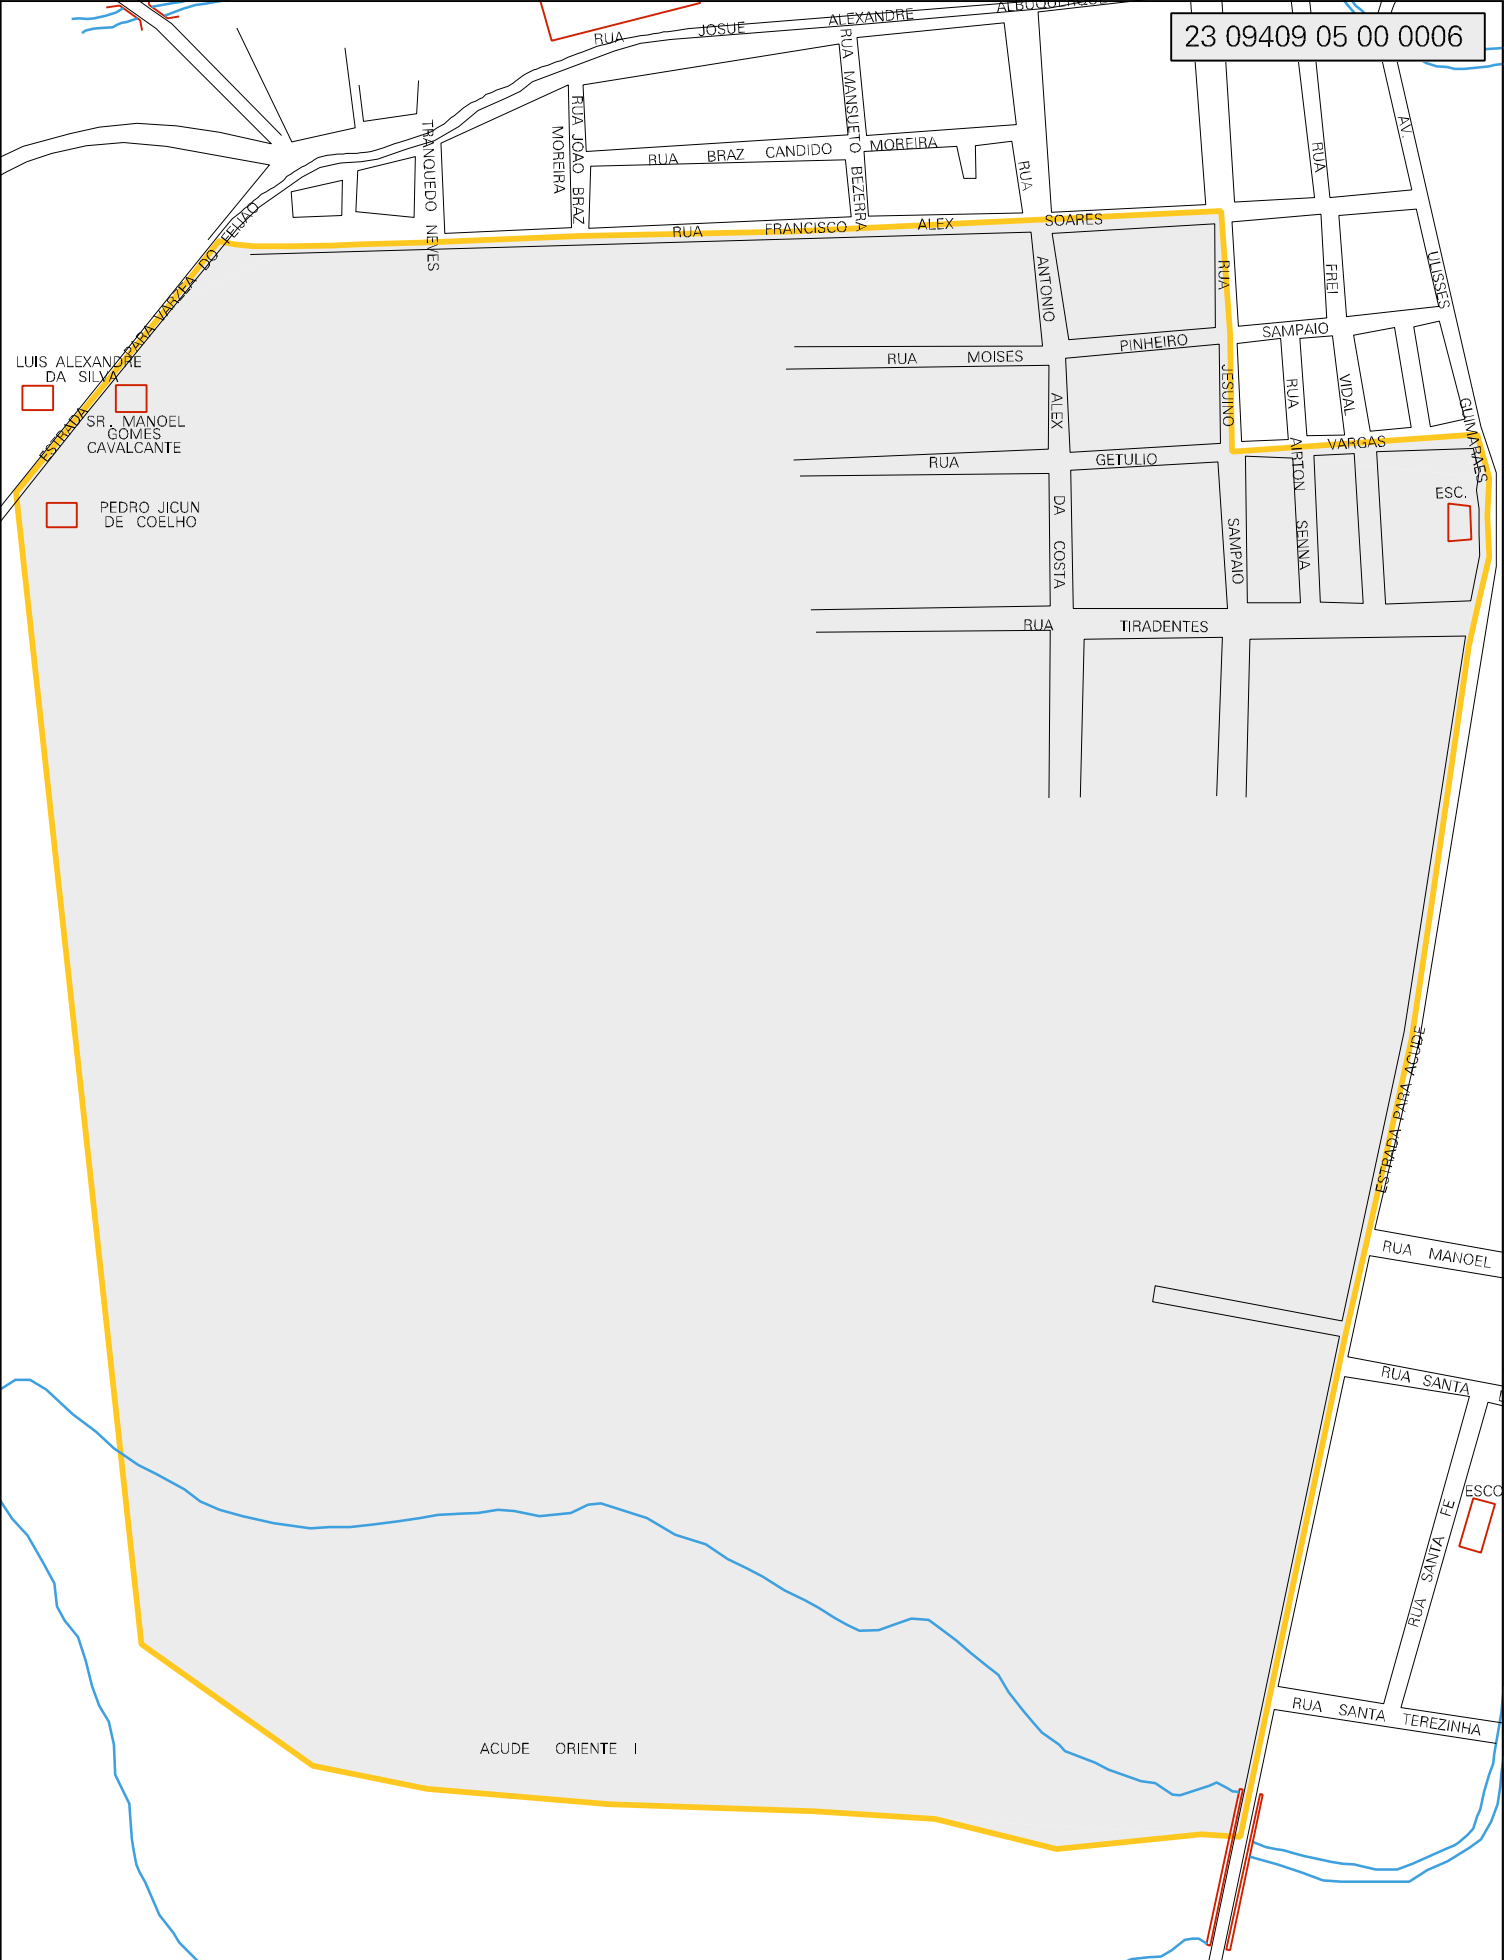 23 09409 05 00 0006
RUA JOSUE ALEXANDRE ALBUQUERQUE
RUA MANSUETO BEZERRA
RUA JOAO BRAZ
MOREIRA
TRANQUEDO NEVES
RUA BRAZ CANDIDO MOREIRA
RUA
ANTONIO
ALEX
DA COSTA
RUA
AV.
ULISSES
GUIMARAES
RUA FRANCISCO ALEX SOARES
ESTRADA PARA VARZEA DO FEIJAO
RUA
JESUINO
SAMPAIO
FREI
VIDAL
SAMPAIO
RUA MOISES PINHEIRO
LUIS ALEXANDRE
DA SILVA
SR. MANOEL
GOMES
CAVALCANTE
PEDRO JICUN
DE COELHO
RUA
AIRTON
SENNA
RUA GETULIO VARGAS
ESC.
RUA TIRADENTES
ESTRADA PARA ACUDE
RUA MANOEL
RUA SANTA
ESCO
RUA SANTA FE
RUA SANTA TEREZINHA
ACUDE ORIENTE I